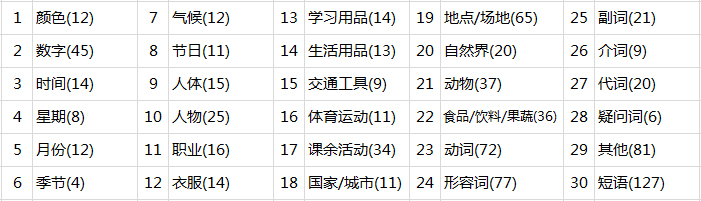 1 颜色(12) 7 气候(12) 13 学习用品(14) 19 地点/场地(65) 25 副词(21)
2 数字(45) 8 节日(11) 14 生活用品(13) 20 自然界(20) 26 介词(9)
3 时间(14) 9 人体(15) 15 交通工具(9) 21 动物(37) 27 代词(20)
4 星期(8) 10 人物(25) 16 体育运动(11) 22 食品/饮料/果蔬(36) 28 疑问词(6)
5 月份(12) 11 职业(16) 17 课余活动(34) 23 动词(72) 29 其他(81)
6 季节(4) 12 衣服(14) 18 国家/城市(11) 24 形容词(77) 30 短语(127)